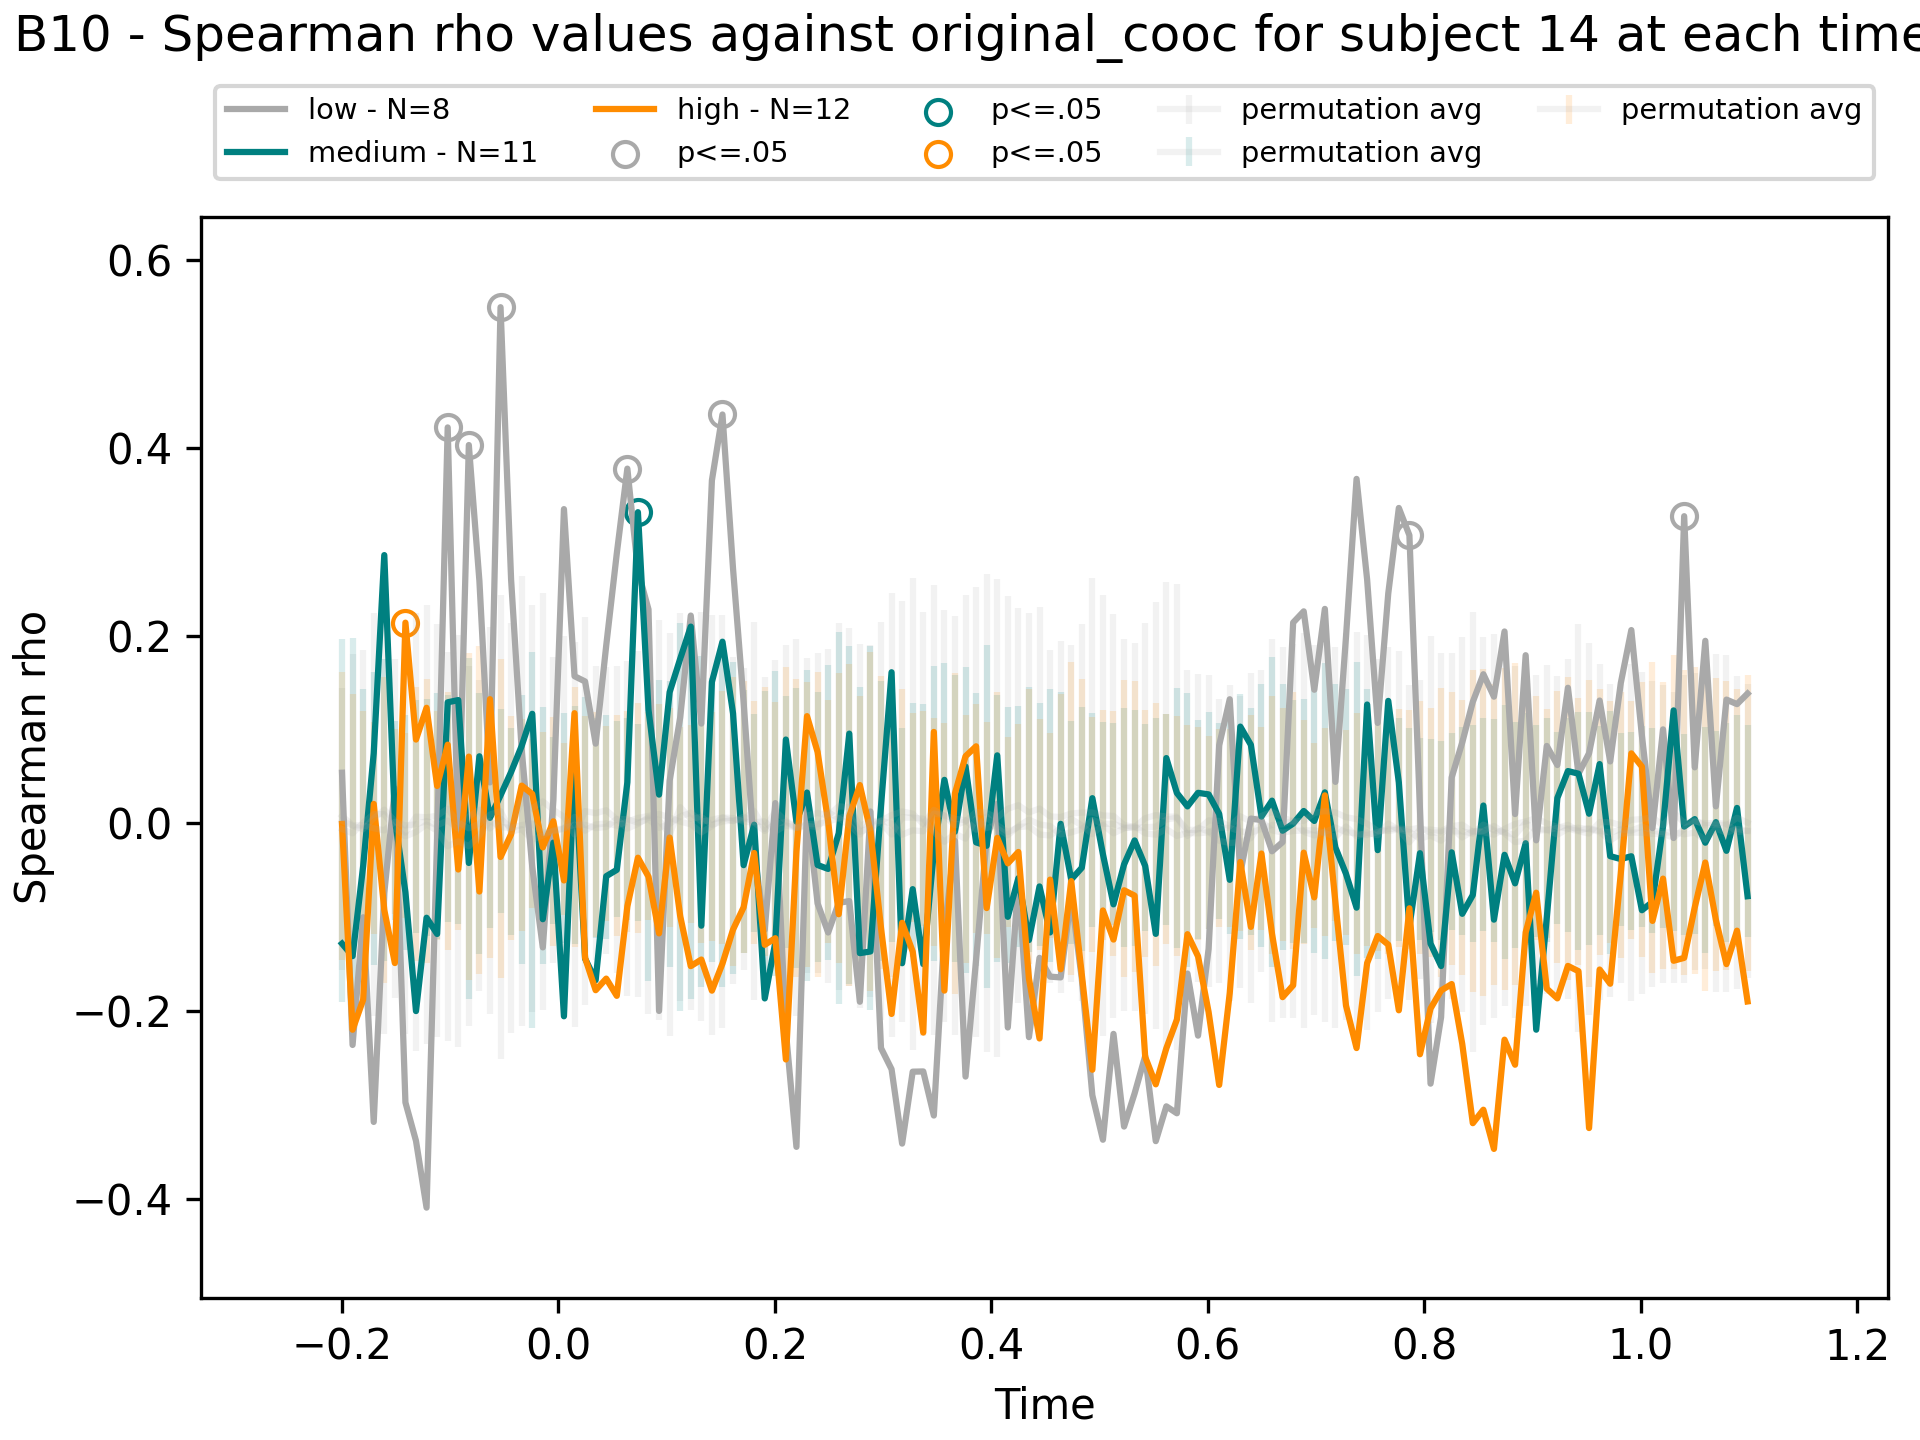 B10 - Spearman rho values against original_cooc for subject 14 at each time
low - N=8
medium - N=11
high - N=12
p<=.05
p<=.05
p<=.05
permutation avg
permutation avg
permutation avg
Spearman rho
0.6
0.4
0.2
0.0
−0.2
−0.4
−0.2
0.0
0.2
0.4
0.6
0.8
1.0
1.2
Time